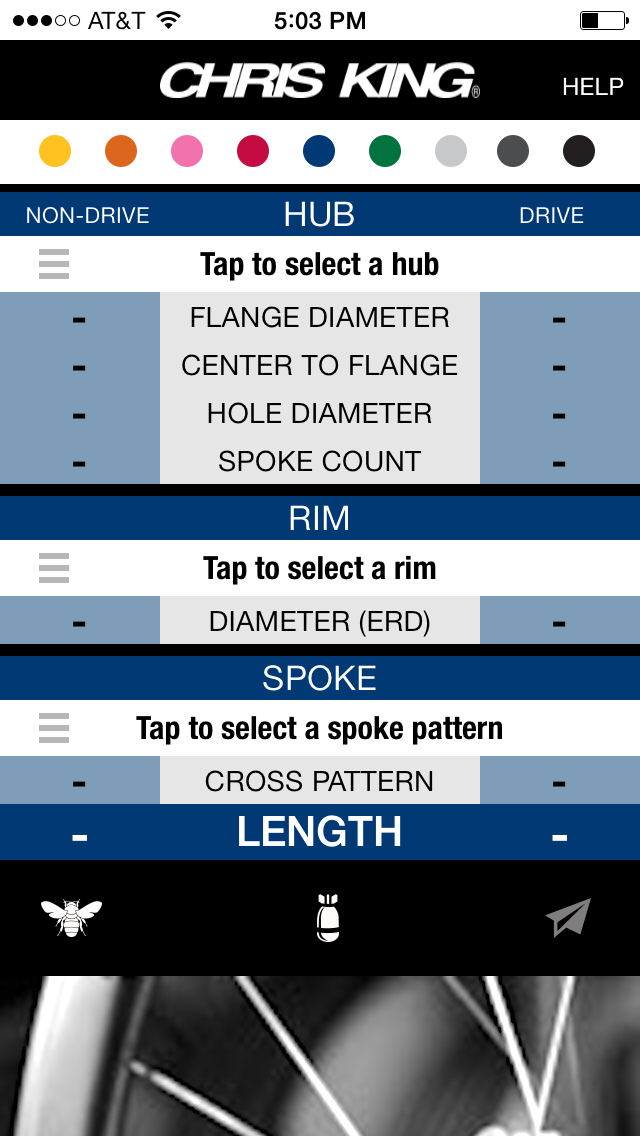 AT&T 5:03 PM
CHRIS KING® HELP
NON-DRIVE HUB DRIVE
Tap to select a hub
- FLANGE DIAMETER -
- CENTER TO FLANGE -
- HOLE DIAMETER -
- SPOKE COUNT -
RIM
Tap to select a rim
- DIAMETER (ERD) -
SPOKE
Tap to select a spoke pattern
- CROSS PATTERN -
- LENGTH -